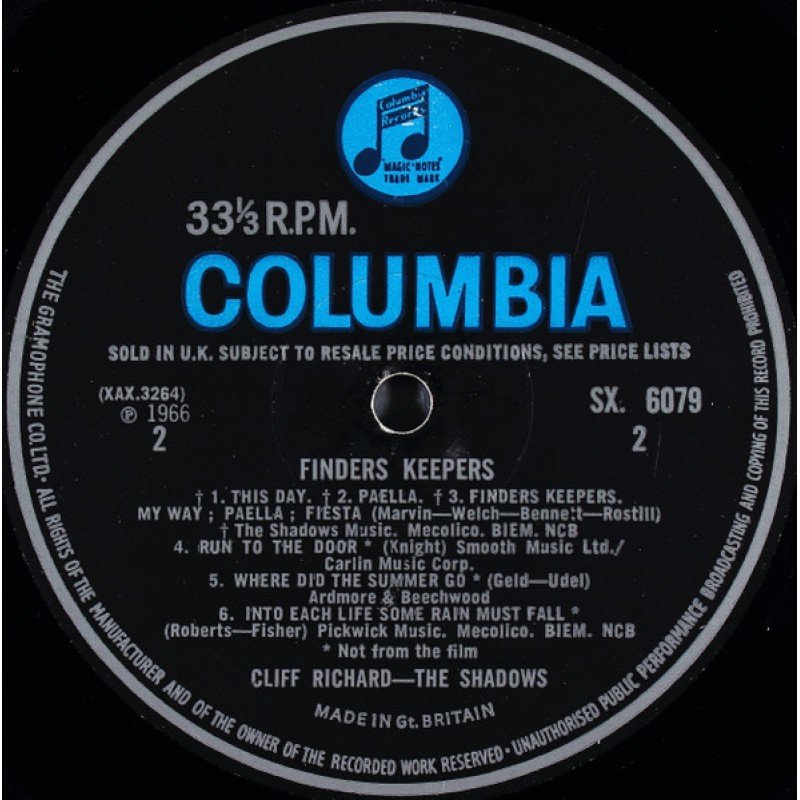 Columbia
Records
"MAGIC NOTES"
TRADE MARK
33⅓ R.P.M.
COLUMBIA
SOLD IN U.K. SUBJECT TO RESALE PRICE CONDITIONS, SEE PRICE LISTS
(XAX.3264)
℗ 1966
2
SX. 6079
2
FINDERS KEEPERS
† 1. THIS DAY. † 2. PAELLA. † 3. FINDERS KEEPERS.
MY WAY ; PAELLA ; FIESTA (Marvin—Welch—Bennett—Rostill)
† The Shadows Music. Mecolico. BIEM. NCB
4. RUN TO THE DOOR * (Knight) Smooth Music Ltd./
Carlin Music Corp.
5. WHERE DID THE SUMMER GO * (Geld—Udel)
Ardmore & Beechwood
6. INTO EACH LIFE SOME RAIN MUST FALL *
(Roberts—Fisher) Pickwick Music. Mecolico. BIEM. NCB
* Not from the film
CLIFF RICHARD—THE SHADOWS
MADE IN Gt. BRITAIN
THE GRAMOPHONE CO. LTD. · ALL RIGHTS OF THE MANUFACTURER AND OF THE OWNER OF THE RECORDED WORK RESERVED · UNAUTHORISED PUBLIC PERFORMANCE BROADCASTING AND COPYING OF THIS RECORD PROHIBITED